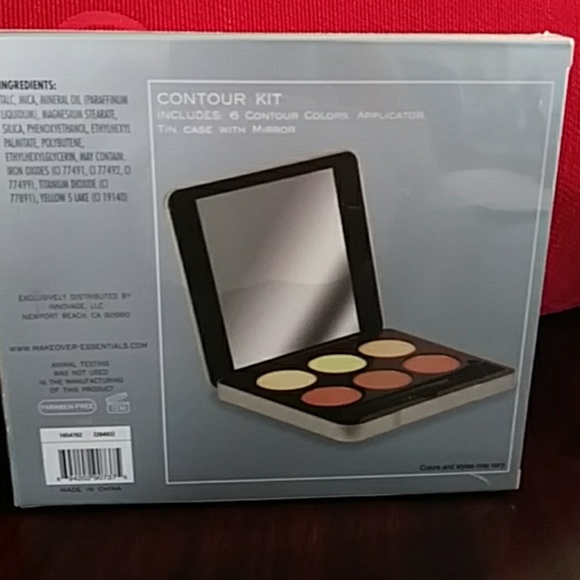 INGREDIENTS:
TALC, MICA, MINERAL OIL (PARAFFINUM
LIQUIDUM), MAGNESIUM STEARATE,
SILICA, PHENOXYETHANOL, ETHYLHEXYL
PALMITATE, POLYBUTENE,
ETHYLHEXYLGLYCERIN, MAY CONTAIN:
IRON OXIDES (CI 77491, CI 77492, CI
77499), TITANIUM DIOXIDE (CI
77891), YELLOW 5 LAKE (CI 19140)
CONTOUR KIT
INCLUDES: 6 CONTOUR COLORS, APPLICATOR,
TIN CASE WITH MIRROR
EXCLUSIVELY DISTRIBUTED BY
INNOVAGE, LLC
NEWPORT BEACH, CA 92660
WWW.MAKEOVER-ESSENTIALS.COM
ANIMAL TESTING
WAS NOT USED
IN THE MANUFACTURING
OF THIS PRODUCT
PARABEN-FREE
MADE IN CHINA
Colors and styles may vary